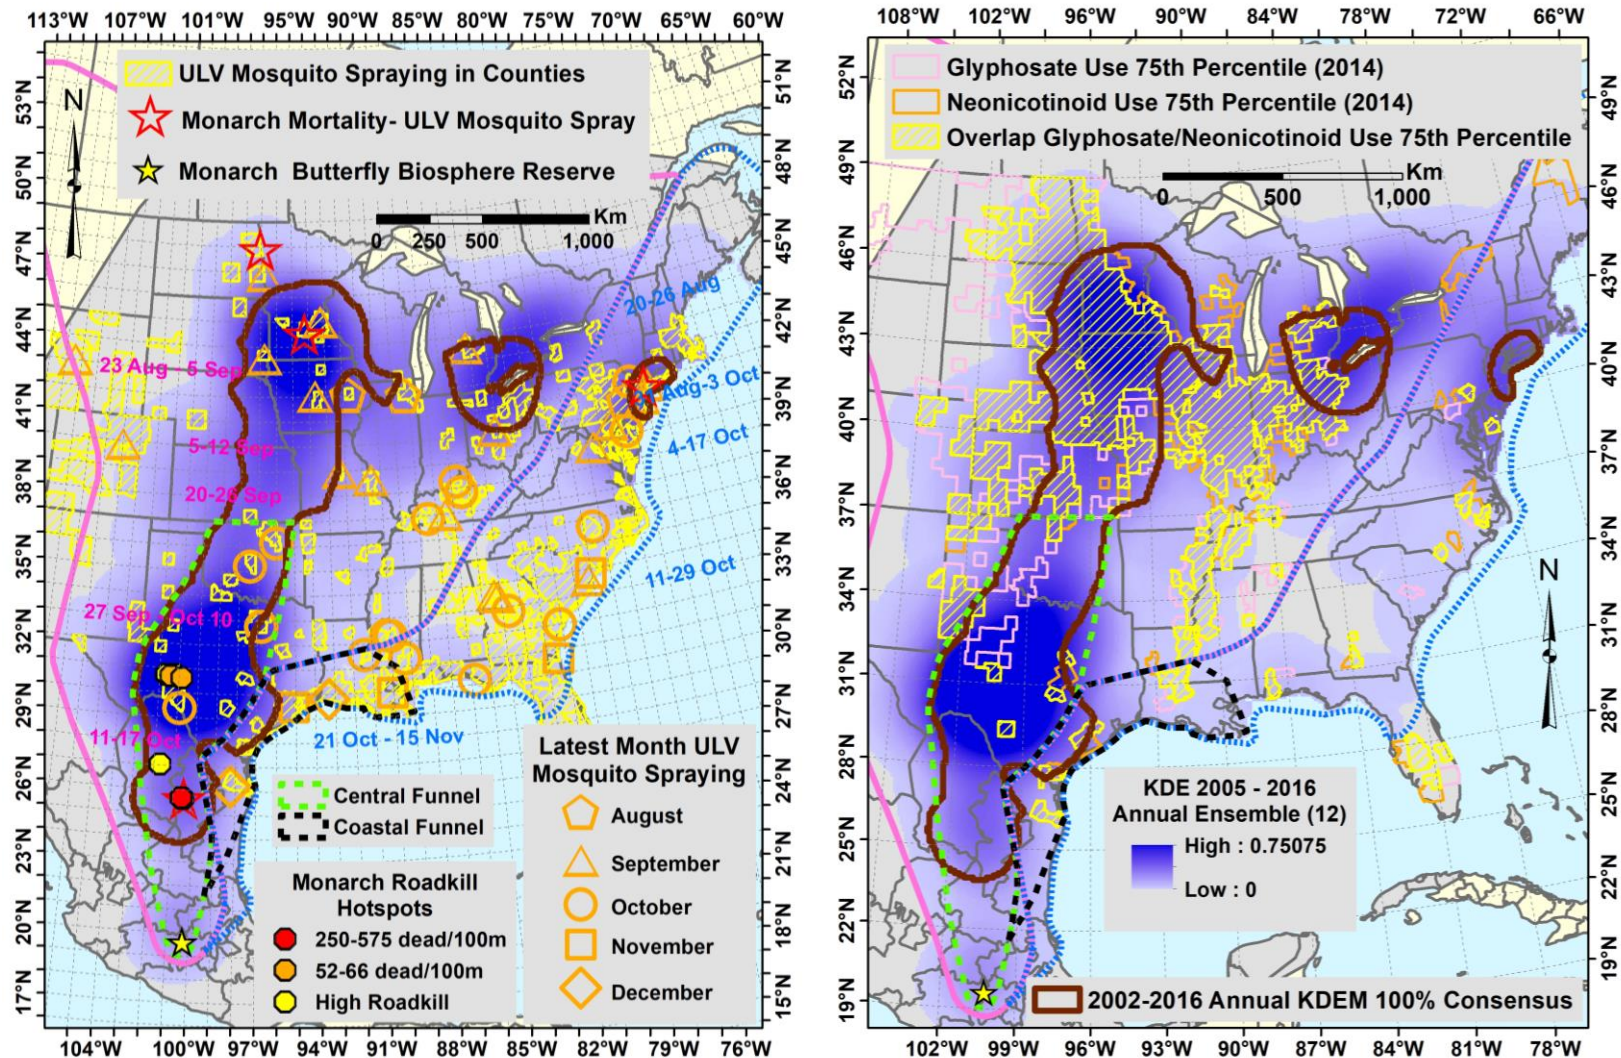 113°W 107°W 101°W 95°W 90°W 85°W 80°W 75°W 70°W 60°W
ULV Mosquito Spraying in Counties
Monarch Mortality- ULV Mosquito Spray
Monarch Butterfly Biosphere Reserve
N
Km
0 250 500 1,000
20-26 Aug
23 Aug - 5 Sep
4-17 Oct
5-12 Sep
20-26 Sep
11-29 Oct
27 Sep Oct 10
11-17 Oct
21 Oct - 15 Nov
Central Funnel
Coastal Funnel
Monarch Roadkill
Hotspots
250-575 dead/100m
52-66 dead/100m
High Roadkill
Latest Month ULV
Mosquito Spraying
August
September
October
November
December
53°N
50°N
47°N
44°N
41°N
38°N
35°N
32°N
29°N
26°N
23°N
20°N
17°N
51°N
48°N
45°N
42°N
39°N
36°N
33°N
30°N
27°N
24°N
21°N
18°N
15°N
104°W 100°W 97°W 94°W 91°W 88°W 85°W 82°W 78°W
108°W 102°W 96°W 90°W 84°W 78°W 72°W 66°W
Glyphosate Use 75th Percentile (2014)
Neonicotinoid Use 75th Percentile (2014)
Overlap Glyphosate/Neonicotinoid Use 75th Percentile
0 500 1,000
Km
N
KDE 2005 - 2016
Annual Ensemble (12)
High : 0.75075
Low : 0
2002-2016 Annual KDEM 100% Consensus
52°N
49°N
46°N
43°N
40°N
37°N
34°N
31°N
28°N
25°N
22°N
19°N
49°N
46°N
43°N
40°N
37°N
34°N
31°N
28°N
25°N
22°N
19°N
102°W 99°W 96°W 93°W 90°W 87°W 84°W 81°W 78°W